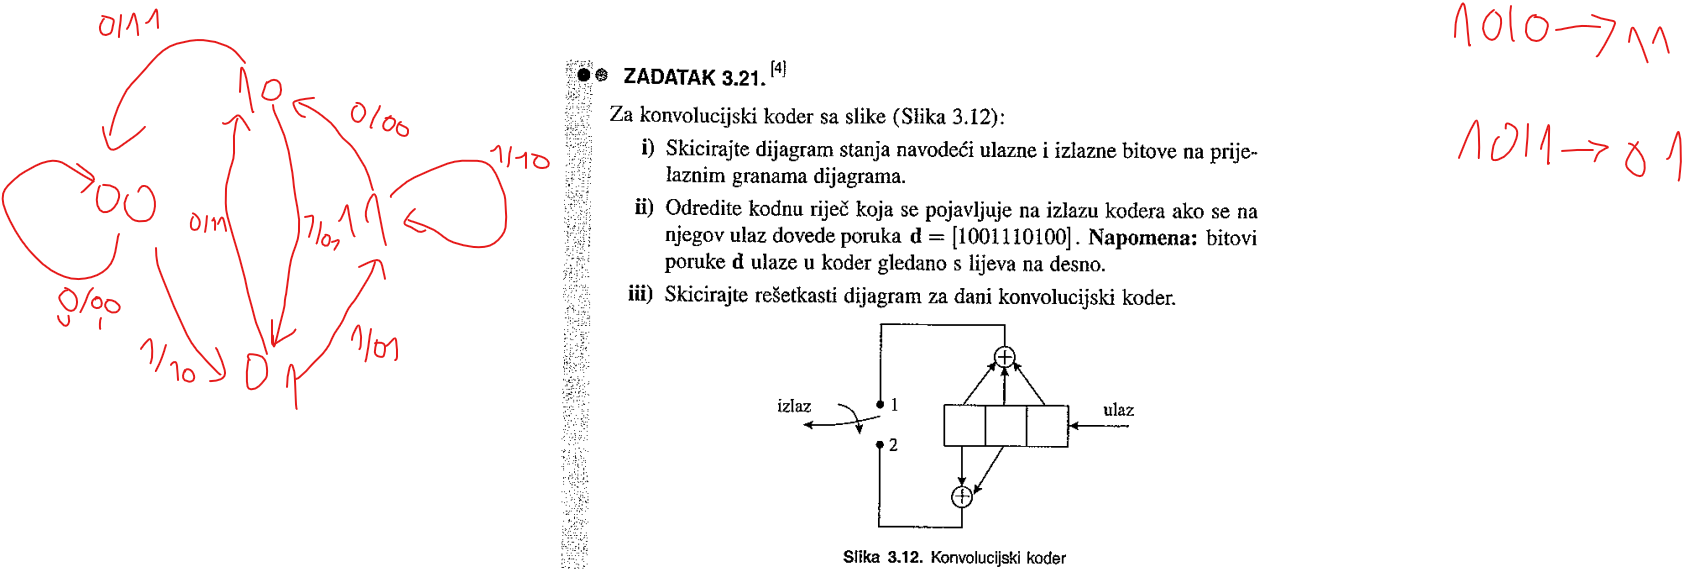 0/11
10
0/00
1/10
00
0/11
1/01
11
0/00
1/10
01
1/01
ZADATAK 3.21. [4]
Za konvolucijski koder sa slike (Slika 3.12):
i) Skicirajte dijagram stanja navodeći ulazne i izlazne bitove na prije-
laznim granama dijagrama.
ii) Odredite kodnu riječ koja se pojavljuje na izlazu kodera ako se na
njegov ulaz dovede poruka d = [1001110100]. Napomena: bitovi
poruke d ulaze u koder gledano s lijeva na desno.
iii) Skicirajte rešetkasti dijagram za dani konvolucijski koder.
izlaz
1
2
ulaz
Slika 3.12. Konvolucijski koder
1010 → 11
1011 → 01